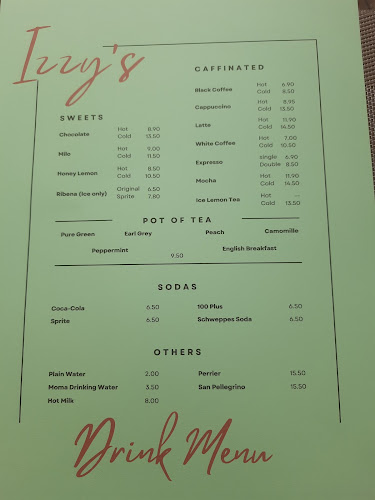 Izzy's
CAFFINATED
Black Coffee Hot 6.90
Cold 8.50
Cappuccino Hot 8.95
Cold 13.50
Latte Hot 11.90
Cold 14.50
White Coffee Hot 7.00
Cold 10.50
Expresso single 6.90
Double 8.50
Mocha Hot 11.90
Cold 14.50
Ice Lemon Tea Hot ...
Cold 13.50
SWEETS
Chocolate Hot 8.90
Cold 13.50
Milo Hot 9.00
Cold 11.50
Honey Lemon Hot 8.50
Cold 10.50
Ribena (ice only) Original 6.50
Sprite 7.80
POT OF TEA
Pure Green Earl Grey Peach Camomille
Peppermint English Breakfast
9.50
SODAS
Coca-Cola 6.50 100 Plus 6.50
Sprite 6.50 Schweppes Soda 6.50
OTHERS
Plain Water 2.00 Perrier 15.50
Moma Drinking Water 3.50 San Pellegrino 15.50
Hot Milk 8.00
Drink Menu